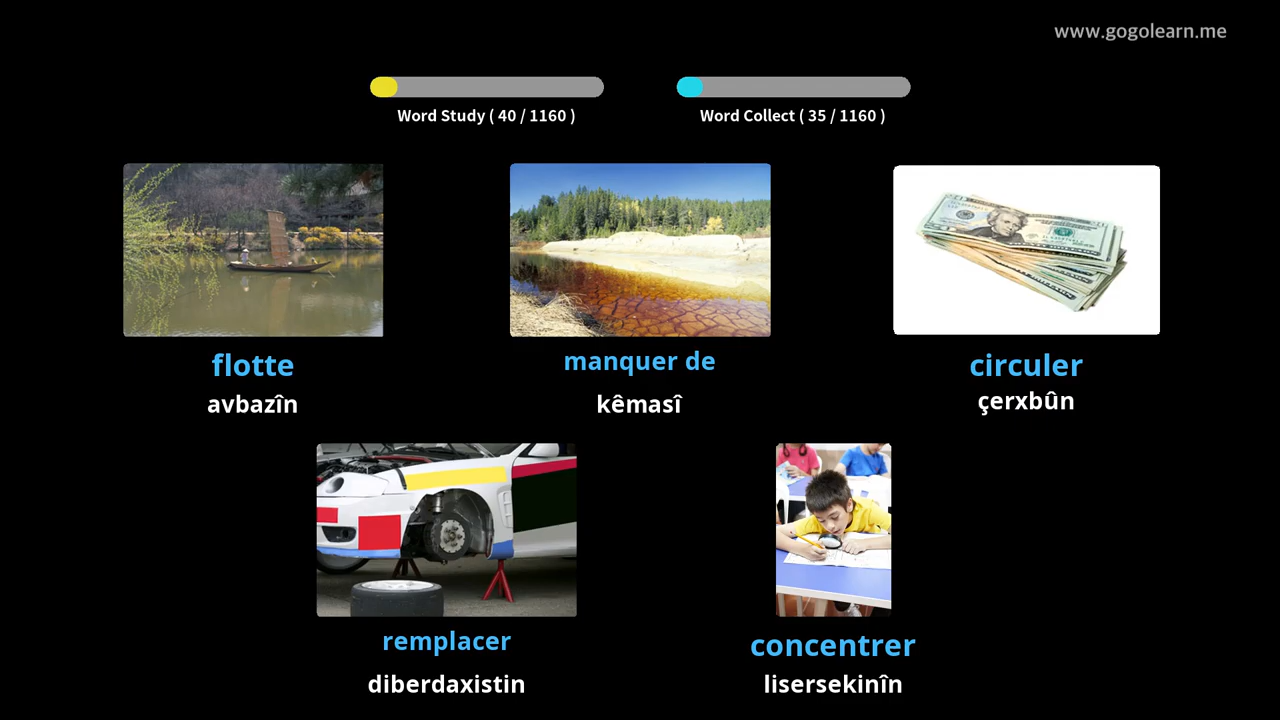 www.gogolearn.me
Word Study ( 40 / 1160 )
Word Collect ( 35 / 1160 )
flotte
avbazîn
manquer de
kêmasî
circuler
çerxbûn
remplacer
diberdaxistin
concentrer
lisersekinîn